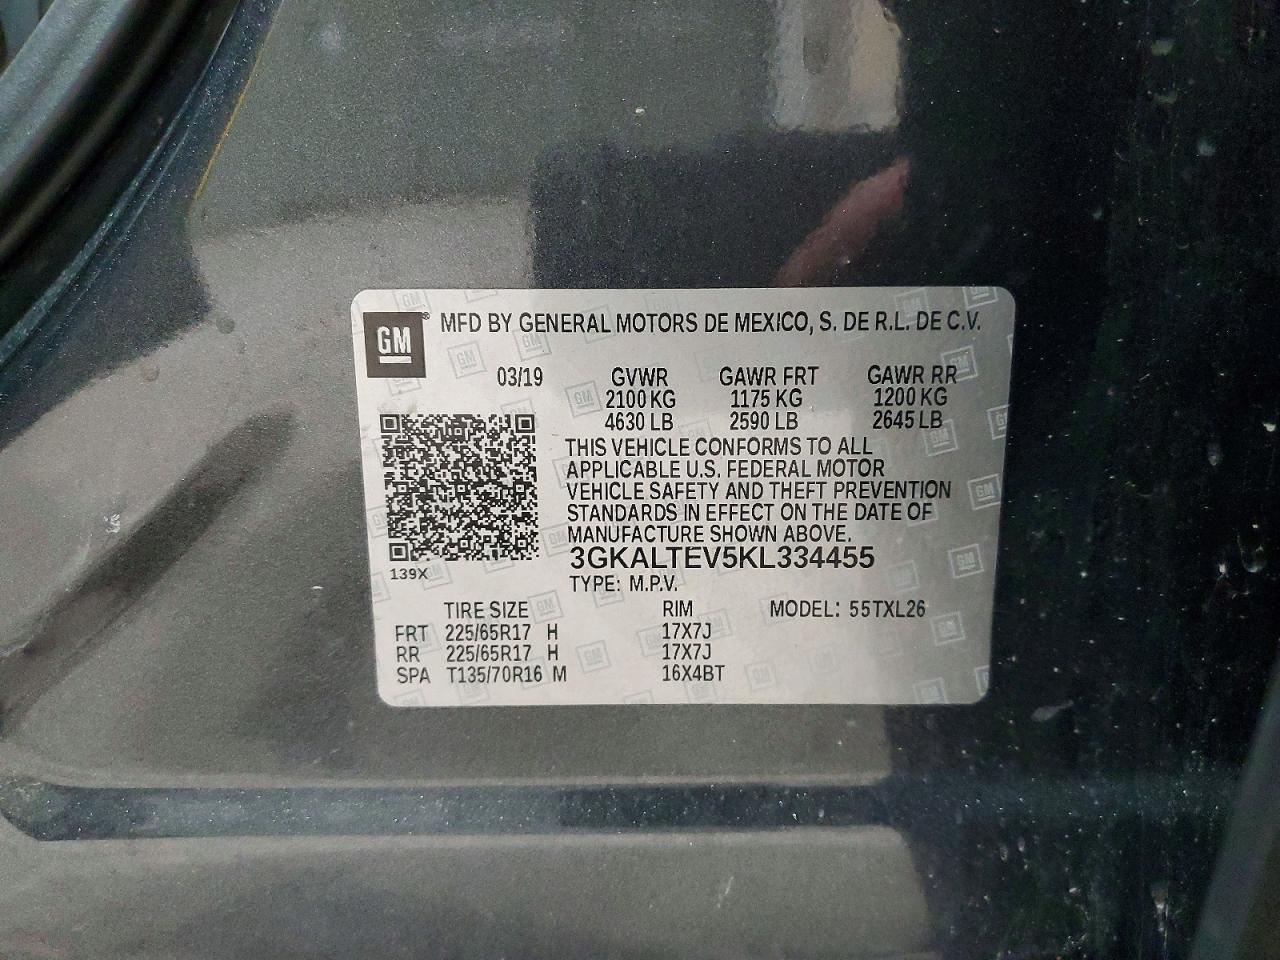 GM
MFD BY GENERAL MOTORS DE MEXICO, S. DE R.L. DE C.V.
03/19 GVWR GAWR FRT GAWR RR
2100 KG 1175 KG 1200 KG
4630 LB 2590 LB 2645 LB
THIS VEHICLE CONFORMS TO ALL
APPLICABLE U.S. FEDERAL MOTOR
VEHICLE SAFETY AND THEFT PREVENTION
STANDARDS IN EFFECT ON THE DATE OF
MANUFACTURE SHOWN ABOVE.
3GKALTEV5KL334455
139X
TYPE: M.P.V.
TIRE SIZE RIM MODEL: 55TXL26
FRT 225/65R17 H 17X7J
RR 225/65R17 H 17X7J
SPA T135/70R16 M 16X4BT